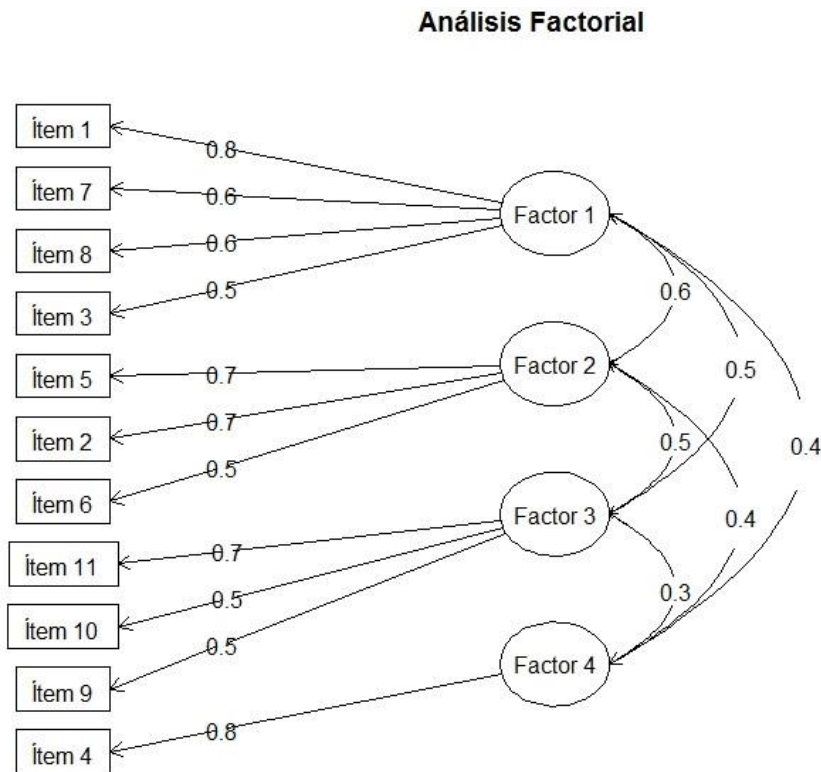 Análisis Factorial
Ítem 1
0.8
Ítem 7
0.6
Factor 1
Ítem 8
0.6
0.5
0.6
Ítem 3
Ítem 5
0.7
Factor 2
0.5
Ítem 2
0.7
0.5
0.4
Ítem 6
0.5
Factor 3
0.4
Ítem 11
0.7
Ítem 10
0.5
0.3
Ítem 9
0.5
Factor 4
Ítem 4
0.8